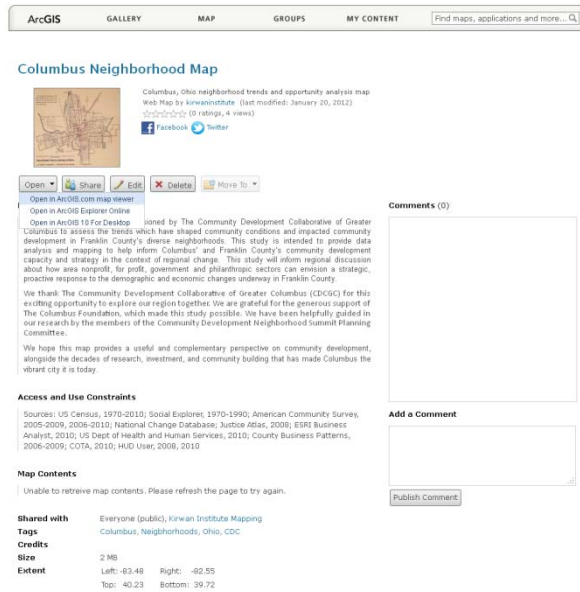 ArcGIS GALLERY MAP GROUPS MY CONTENT Find maps, applications and more...
Columbus Neighborhood Map
Columbus, Ohio neighborhood trends and opportunity analysis map
Web Map by kirwaninstitute (last modified: January 20, 2012)
(0 ratings, 4 views)
Facebook Twitter
Open Share Edit Delete Move To
Open in ArcGIS.com map viewer
Open in ArcGIS Explorer Online
Open in ArcGIS 10 For Desktop
sioned by The Community Development Collaborative of Greater
Columbus to assess the trends which have shaped community conditions and impacted community
development in Franklin County's diverse neighborhoods. This study is intended to provide data
analysis and mapping to help inform Columbus' and Franklin County's community development
capacity and strategy in the context of regional change. This study will inform regional discussion
about how area nonprofit, for profit, government and philanthropic sectors can envision a strategic,
proactive response to the demographic and economic changes underway in Franklin County.
We thank The Community Development Collaborative of Greater Columbus (CDCGC) for this
exciting opportunity to explore our region together. We are grateful for the generous support of
The Columbus Foundation, which made this study possible. We have been helpfully guided in
our research by the members of the Community Development Neighborhood Summit Planning
Committee.
We hope this map provides a useful and complementary perspective on community development,
alongside the decades of research, investment, and community building that has made Columbus the
vibrant city it is today.
Access and Use Constraints
Sources: US Census, 1970-2010; Social Explorer, 1970-1990; American Community Survey,
2005-2009, 2006-2010; National Change Database; Justice Atlas, 2008; ESRI Business
Analyst, 2010; US Dept of Health and Human Services, 2010; County Business Patterns,
2006-2009; COTA, 2010; HUD User, 2008, 2010
Map Contents
Unable to retreive map contents. Please refresh the page to try again.
Shared with Everyone (public), Kirwan Institute Mapping
Tags Columbus, Neigbhorhoods, Ohio, CDC
Credits
Size 2 MB
Extent Left: -83.48 Right: -82.55
Top: 40.23 Bottom: 39.72
Comments (0)
Add a Comment
Publish Comment